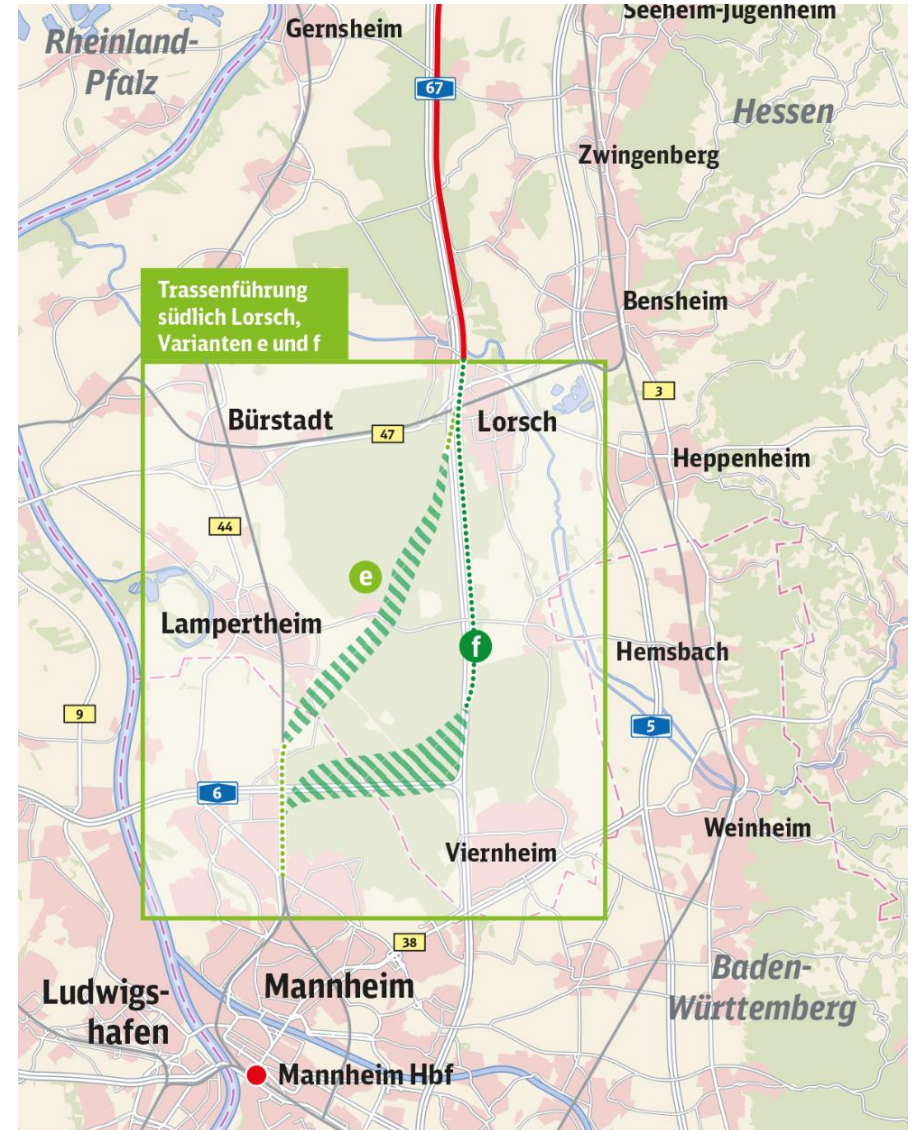 Seeheim-Jugenheim
Rheinland-
Pfalz
Gernsheim
67
Hessen
Zwingenberg
Trassenführung
südlich Lorsch,
Varianten e und f
Bensheim
3
Bürstadt
47
Lorsch
Heppenheim
44
e
Lampertheim
f
Hemsbach
9
5
6
Weinheim
Viernheim
38
Baden-
Württemberg
Ludwigs-
hafen
Mannheim
Mannheim Hbf